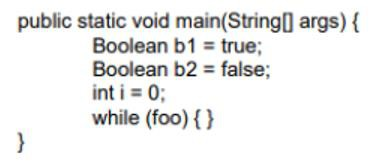 public static void main(String[] args) {
Boolean b1 = true;
Boolean b2 = false;
int i = 0;
while (foo) { }
}